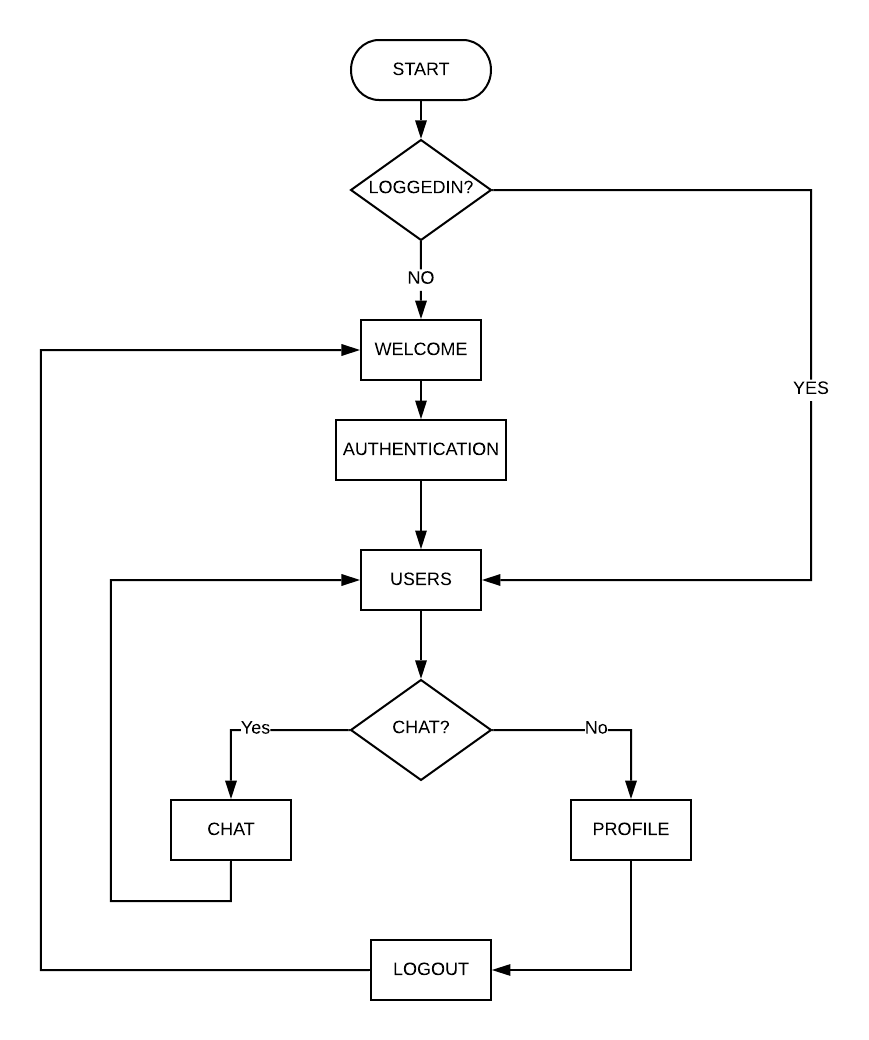 START
LOGGEDIN?
NO
WELCOME
YES
AUTHENTICATION
USERS
Yes
CHAT?
No
CHAT
PROFILE
LOGOUT